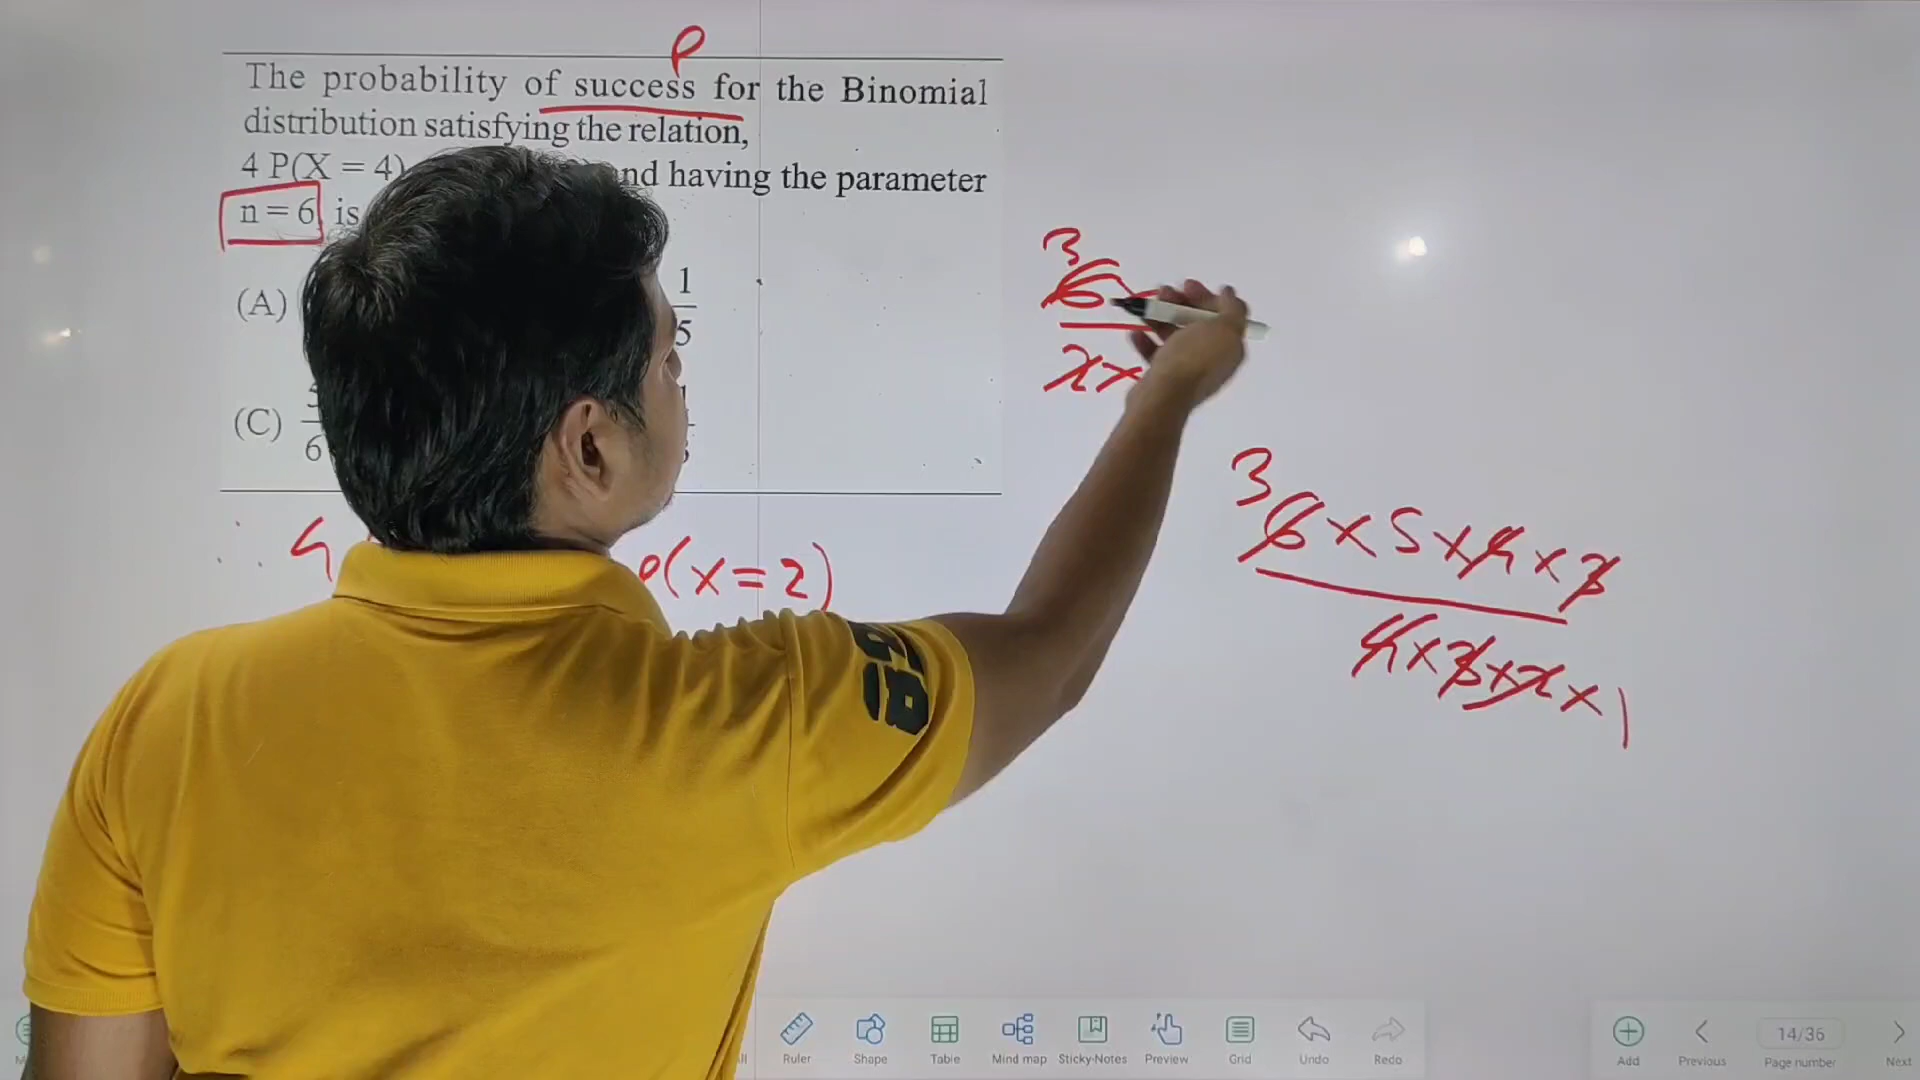 P
The probability of success for the Binomial
distribution satisfying the relation,
4 P(X = 4) and having the parameter
n = 6, is
(A)
1
5
(C) 5
6
∴ 4 p(x=2)
3
6
2×
3
6×5×4×3
4×3×2×1
Ruler
Shape
Table
Mind map
Sticky-Notes
Preview
Grid
Undo
Redo
Add
Previous
14/36
Page number
Next